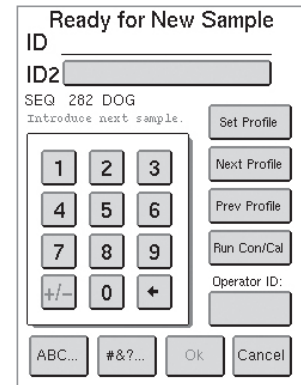 Ready for New Sample
ID
ID2
SEQ 282 DOG
Introduce next sample.
Set Profile
1 2 3
Next Profile
4 5 6
Prev Profile
7 8 9
Run Con/Cal
+/- 0 ←
Operator ID:
ABC... #&?... Ok Cancel